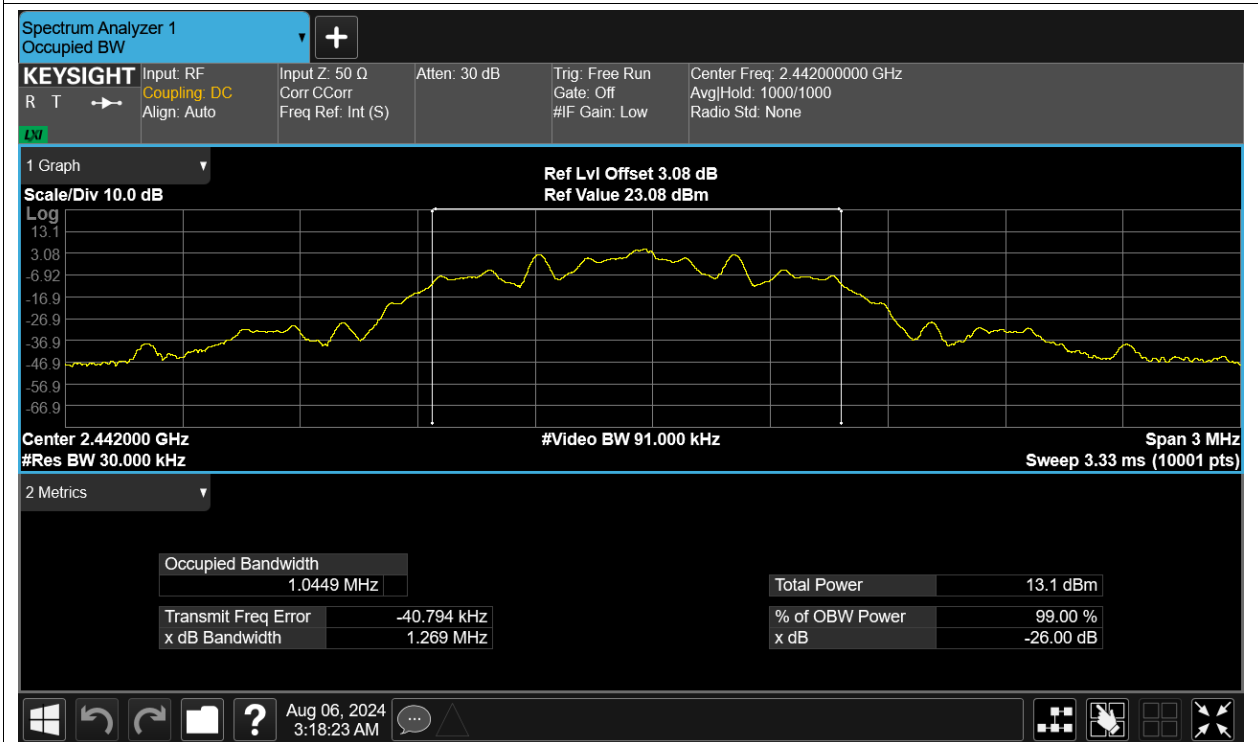 Spectrum Analyzer 1
Occupied BW
KEYSIGHT
R T
LXI
Input: RF
Coupling: DC
Align: Auto
Input Z: 50 Ω
Corr CCorr
Freq Ref: Int (S)
Atten: 30 dB
Trig: Free Run
Gate: Off
#IF Gain: Low
Center Freq: 2.442000000 GHz
Avg|Hold: 1000/1000
Radio Std: None
1 Graph
Scale/Div 10.0 dB
Ref Lvl Offset 3.08 dB
Ref Value 23.08 dBm
Log
13.1
3.08
-6.92
-16.9
-26.9
-36.9
-46.9
-56.9
-66.9
Center 2.442000 GHz
#Video BW 91.000 kHz
Span 3 MHz
#Res BW 30.000 kHz
Sweep 3.33 ms (10001 pts)
2 Metrics
Occupied Bandwidth
1.0449 MHz
Total Power 13.1 dBm
Transmit Freq Error -40.794 kHz
% of OBW Power 99.00 %
x dB Bandwidth 1.269 MHz
x dB -26.00 dB
?
Aug 06, 2024
3:18:23 AM